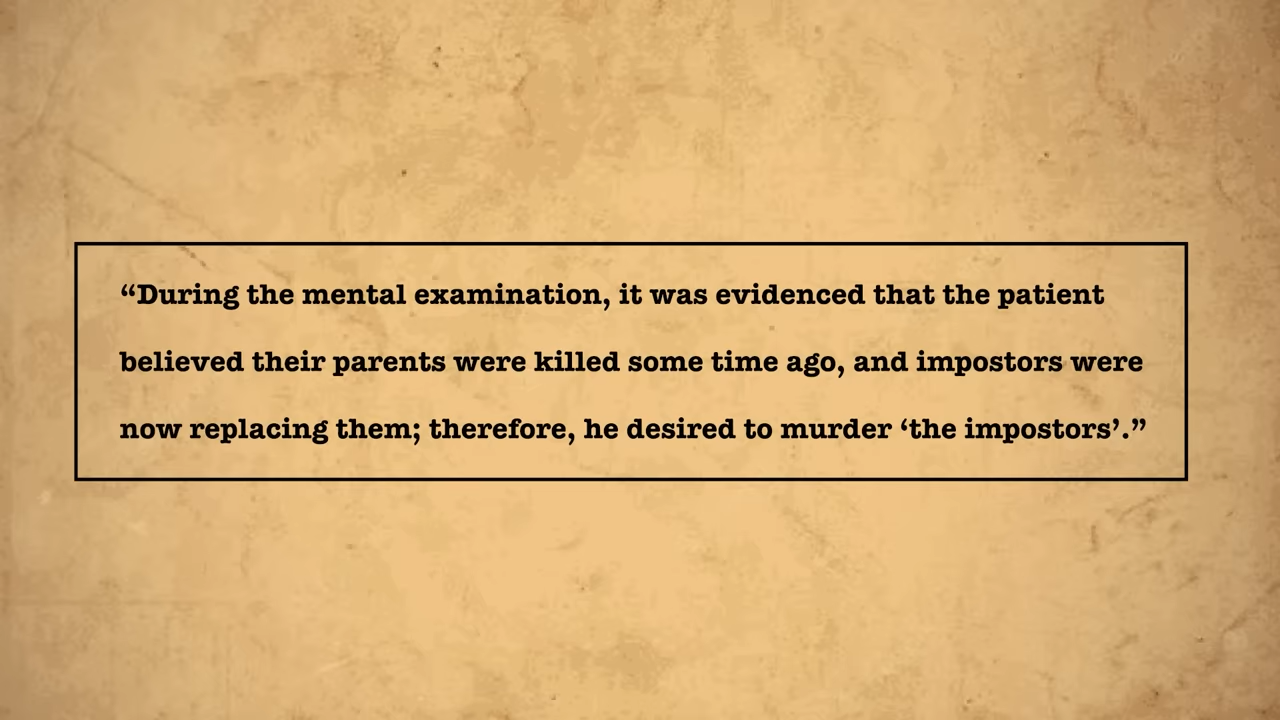 “During the mental examination, it was evidenced that the patient
believed their parents were killed some time ago, and impostors were
now replacing them; therefore, he desired to murder ‘the impostors’.”